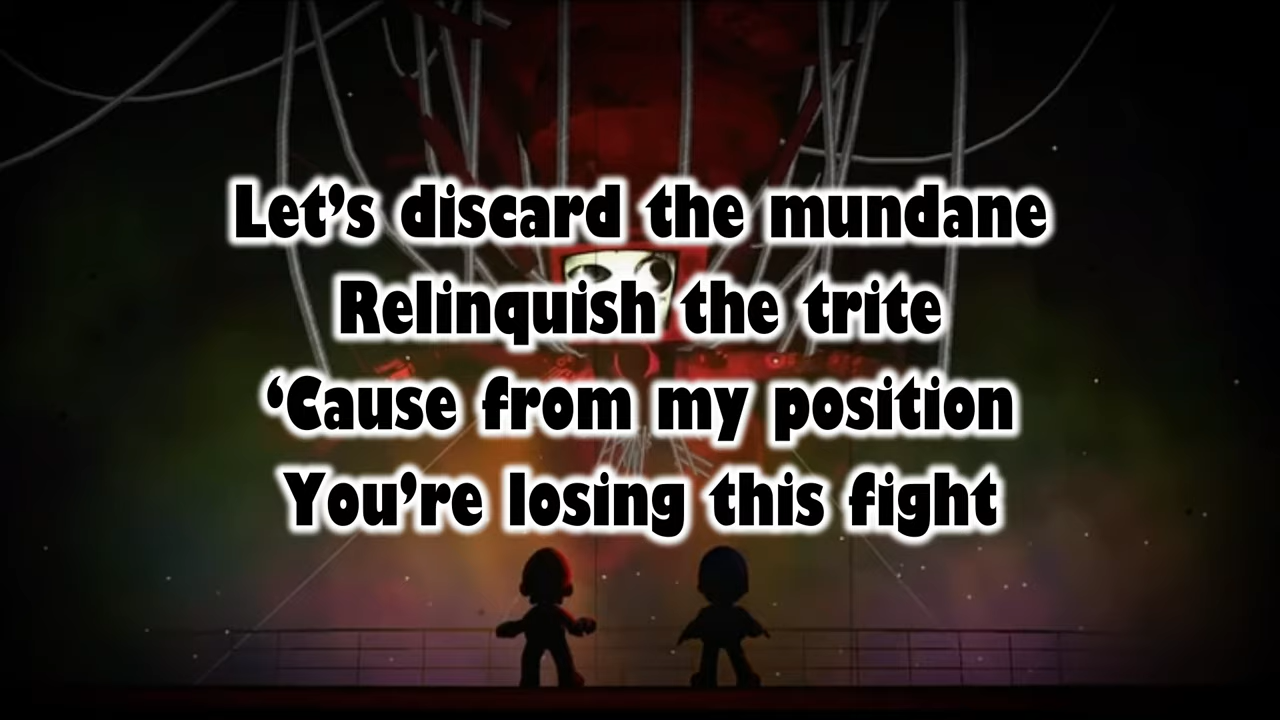 Let’s discard the mundane
Relinquish the trite
‘Cause from my position
You’re losing this fight